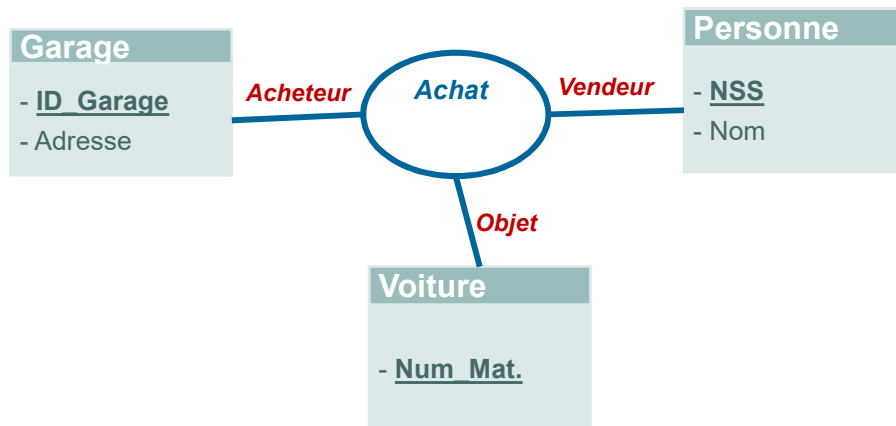 Garage
- ID_Garage
- Adresse
Acheteur
Achat
Vendeur
Personne
- NSS
- Nom
Objet
Voiture
- Num_Mat.